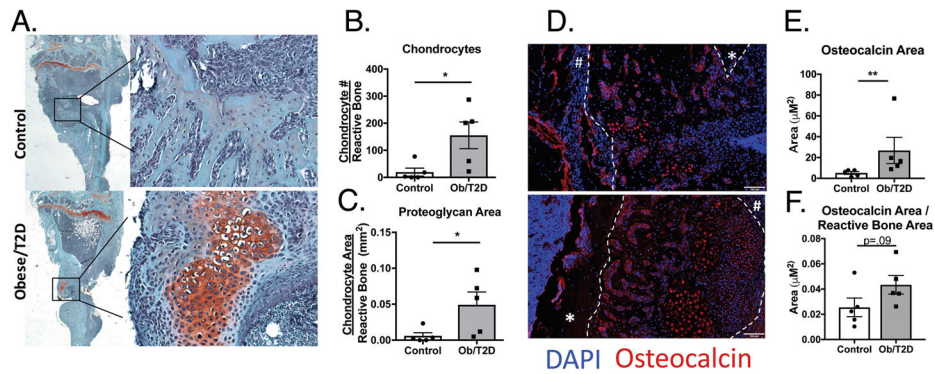 A.
Control
Obese/T2D
B.
Chondrocytes
Chondrocyte #
Reactive Bone
400
300
200
100
0
*
Control
Ob/T2D
C.
Proteoglycan Area
Chondrocyte Area
Reactive Bone (mm²)
0.15
0.10
0.05
0.00
*
Control
Ob/T2D
D.
#
*
#
*
DAPI Osteocalcin
E.
Osteocalcin Area
Area (μM²)
100
80
60
40
20
0
**
Control
Ob/T2D
F.
Osteocalcin Area /
Reactive Bone Area
p=.09
Area (μM²)
0.08
0.06
0.04
0.02
0.00
Control
Ob/T2D